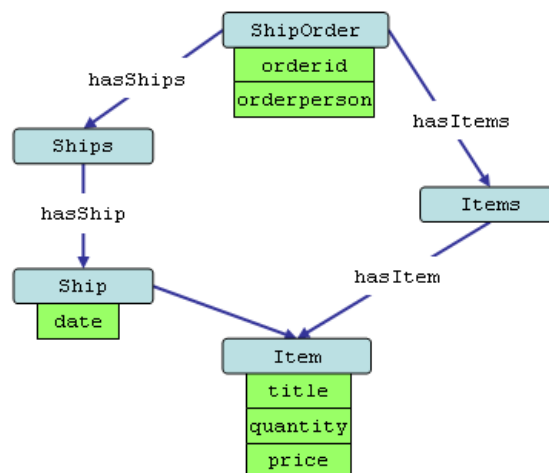 ShipOrder
orderid
orderperson
hasShips
hasItems
Ships
Items
hasShip
hasItem
Ship
date
Item
title
quantity
price